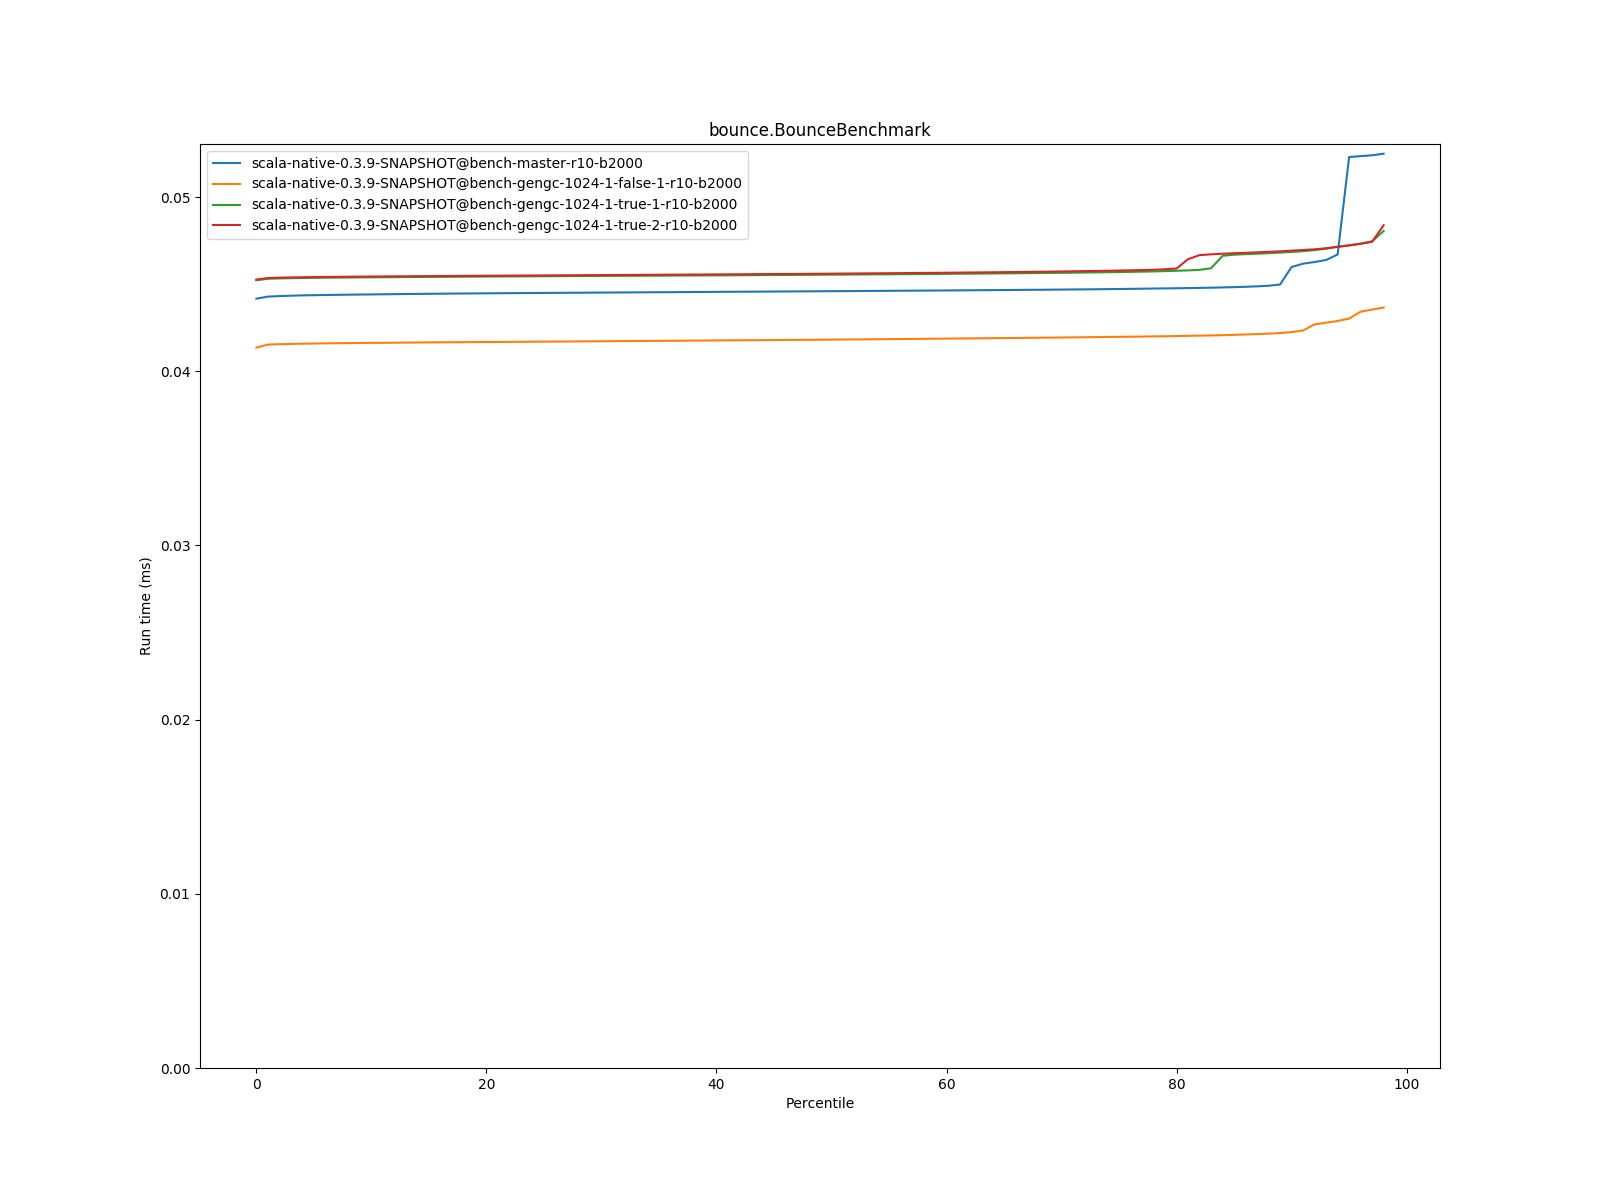 bounce.BounceBenchmark
scala-native-0.3.9-SNAPSHOT@bench-master-r10-b2000
scala-native-0.3.9-SNAPSHOT@bench-gengc-1024-1-false-1-r10-b2000
scala-native-0.3.9-SNAPSHOT@bench-gengc-1024-1-true-1-r10-b2000
scala-native-0.3.9-SNAPSHOT@bench-gengc-1024-1-true-2-r10-b2000
0.05
0.04
0.03
0.02
0.01
0.00
Run time (ms)
0 20 40 60 80 100
Percentile